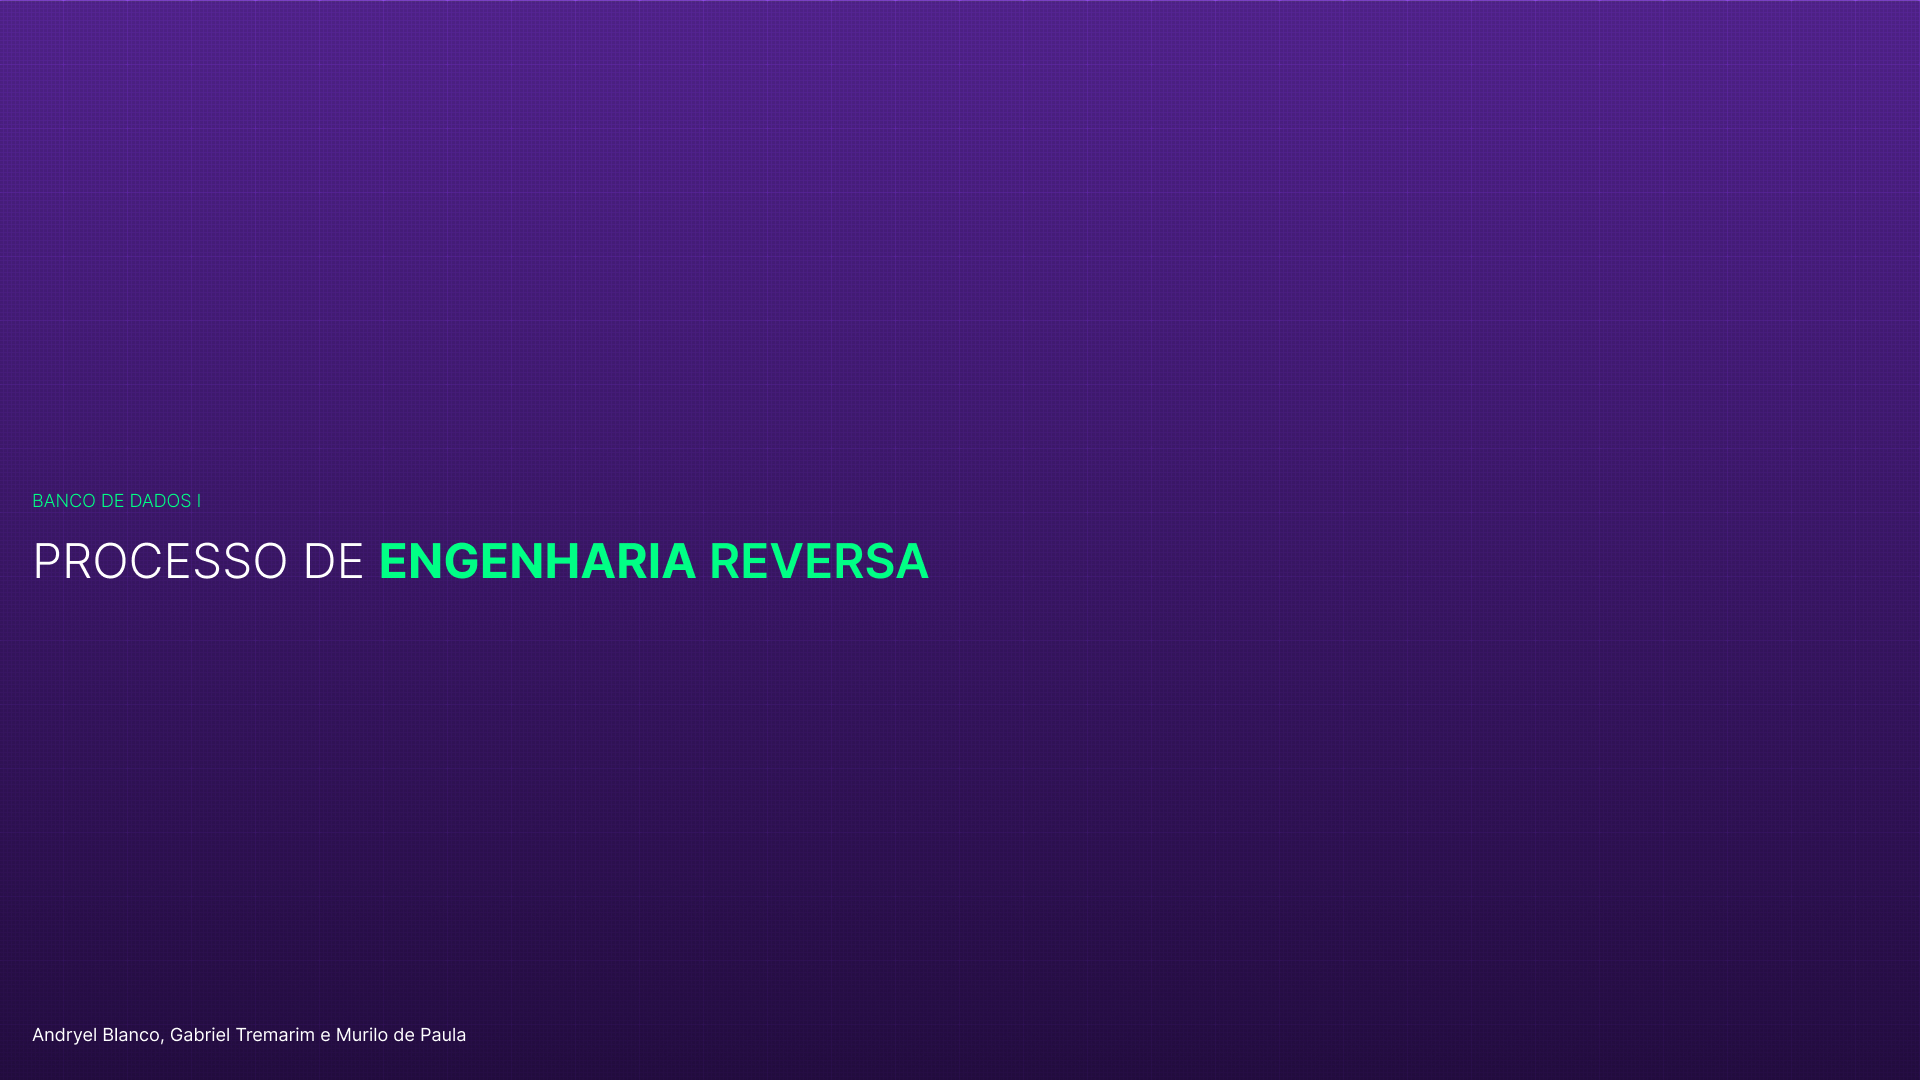 BANCO DE DADOS I
PROCESSO DE ENGENHARIA REVERSA
Andryel Blanco, Gabriel Tremarim e Murilo de Paula